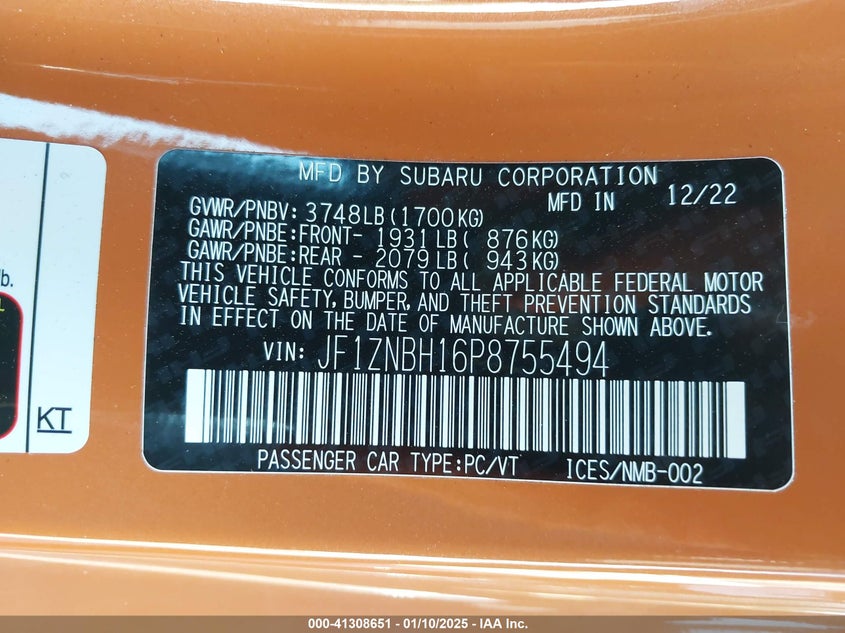 MFD BY SUBARU CORPORATION
MFD IN 12/22
GVWR/PNBV: 3748LB(1700KG)
GAWR/PNBE:FRONT- 1931LB( 876KG)
GAWR/PNBE:REAR - 2079LB( 943KG)
THIS VEHICLE CONFORMS TO ALL APPLICABLE FEDERAL MOTOR
VEHICLE SAFETY, BUMPER, AND THEFT PREVENTION STANDARDS
IN EFFECT ON THE DATE OF MANUFACTURE SHOWN ABOVE.
VIN: JF1ZNBH16P8755494
PASSENGER CAR TYPE:PC/VT ICES/NMB-002
lb.
KT
000-41308651 - 01/10/2025 - IAA Inc.